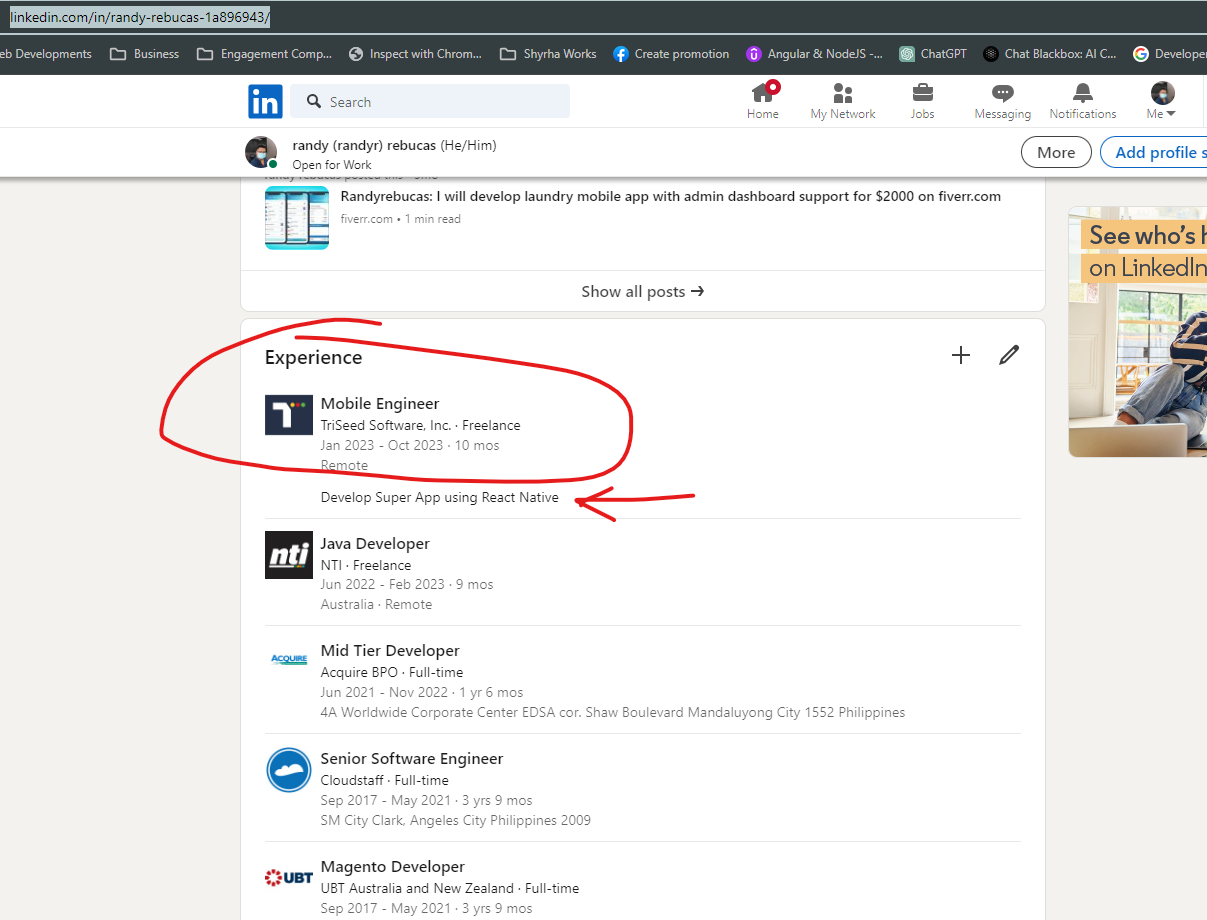 linkedin.com/in/randy-rebucas-1a896943/
eb Developments Business Engagement Comp... Inspect with Chrom... Shyrha Works Create promotion Angular & NodeJS -... ChatGPT Chat Blackbox: AI C... Developer
in Search Home My Network Jobs Messaging Notifications Me
randy (randyr) rebucas (He/Him)
Open for Work
More
Add profile s
randy rebucas posted this
Randyrebucas: I will develop laundry mobile app with admin dashboard support for $2000 on fiverr.com
fiverr.com • 1 min read
Show all posts →
See who's h
on LinkedIn
Experience
Mobile Engineer
TriSeed Software, Inc. · Freelance
Jan 2023 - Oct 2023 · 10 mos
Remote
Develop Super App using React Native
nti
Java Developer
NTI · Freelance
Jun 2022 - Feb 2023 · 9 mos
Australia · Remote
ACQUIRE
Mid Tier Developer
Acquire BPO · Full-time
Jun 2021 - Nov 2022 · 1 yr 6 mos
4A Worldwide Corporate Center EDSA cor. Shaw Boulevard Mandaluyong City 1552 Philippines
Senior Software Engineer
Cloudstaff · Full-time
Sep 2017 - May 2021 · 3 yrs 9 mos
SM City Clark, Angeles City Philippines 2009
UBT
Magento Developer
UBT Australia and New Zealand · Full-time
Sep 2017 - May 2021 · 3 yrs 9 mos